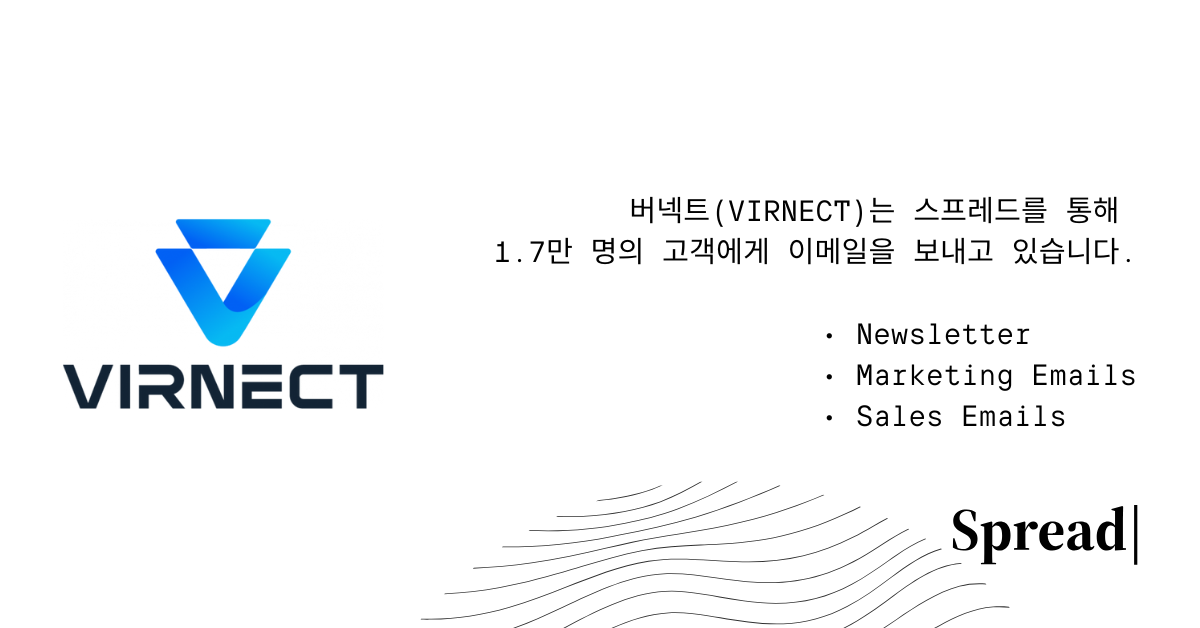 VIRNECT
버넥트(VIRNECT)는 스프레드를 통해
1.7만 명의 고객에게 이메일을 보내고 있습니다.
• Newsletter
• Marketing Emails
• Sales Emails
Spread|